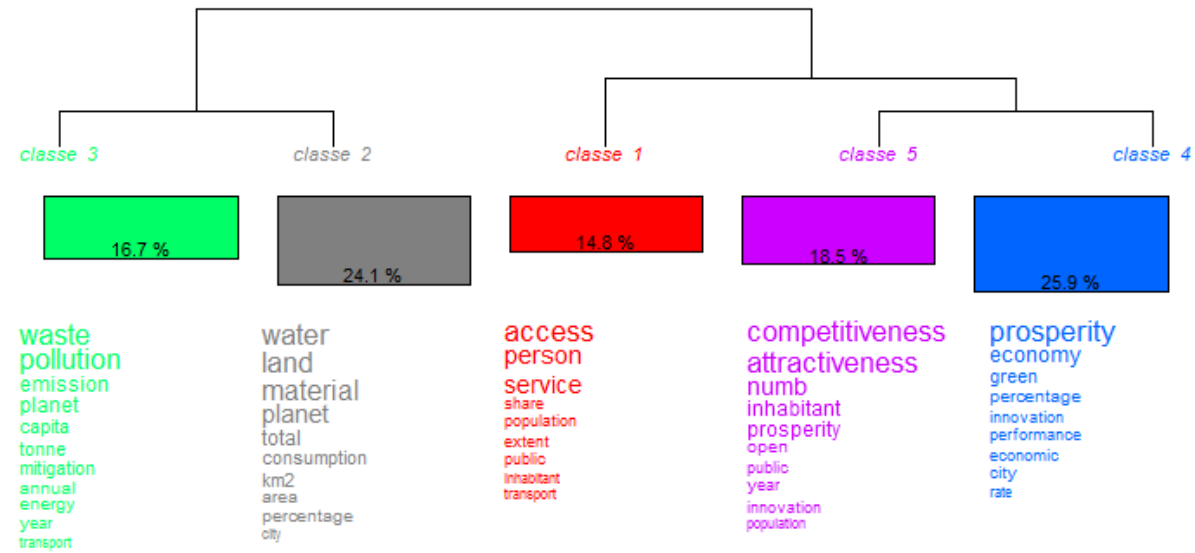 classe 3
classe 2
classe 1
classe 5
classe 4
16.7 %
24.1 %
14.8 %
18.5 %
25.9 %
waste
pollution
emission
planet
capita
tonne
mitigation
annual
energy
year
transport
water
land
material
planet
total
consumption
km2
area
percentage
city
access
person
service
share
population
extent
public
inhabitant
transport
competitiveness
attractiveness
numb
inhabitant
prosperity
open
public
year
innovation
population
prosperity
economy
green
percentage
innovation
performance
economic
city
rate